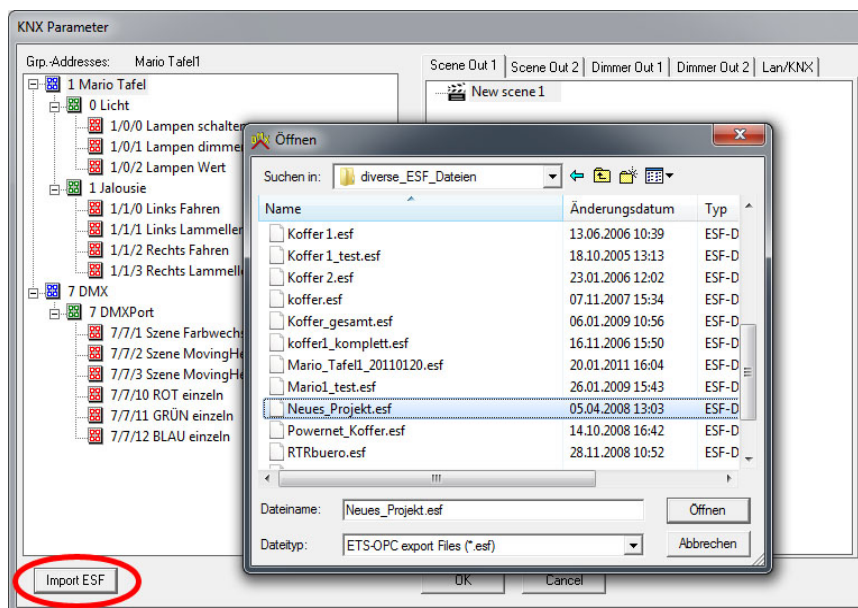 KNX Parameter
Grp.-Addresses: Mario Tafel1
1 Mario Tafel
0 Licht
1/0/0 Lampen schalten
1/0/1 Lampen dimme
1/0/2 Lampen Wert
1 Jalousie
1/1/0 Links Fahren
1/1/1 Links Lammeller
1/1/2 Rechts Fahren
1/1/3 Rechts Lammell
7 DMX
7 DMXPort
7/7/1 Szene Farbwechs
7/7/2 Szene MovingHe
7/7/3 Szene MovingHe
7/7/10 ROT einzeln
7/7/11 GRÜN einzeln
7/7/12 BLAU einzeln
Import ESF
Scene Out 1 Scene Out 2 Dimmer Out 1 Dimmer Out 2 Lan/KNX
New scene 1
Öffnen
Suchen in: diverse_ESF_Dateien
Name Änderungsdatum Typ
Koffer 1.esf 13.06.2006 10:39 ESF-D
Koffer 1_test.esf 18.10.2005 13:13 ESF-D
Koffer 2.esf 23.01.2006 12:02 ESF-D
koffer.esf 07.11.2007 15:34 ESF-D
Koffer_gesamt.esf 06.01.2009 10:56 ESF-D
koffer1_komplett.esf 16.11.2006 15:50 ESF-D
Mario_Tafel1_20110120.esf 20.01.2011 16:04 ESF-D
Mario1_test.esf 26.01.2009 15:43 ESF-D
Neues_Projekt.esf 05.04.2008 13:03 ESF-D
Powernet_Koffer.esf 14.10.2008 16:42 ESF-D
RTRbuero.esf 28.11.2008 10:52 ESF-D
Dateiname: Neues_Projekt.esf Öffnen
Dateityp: ETS-OPC export Files (*.esf) Abbrechen
OK Cancel